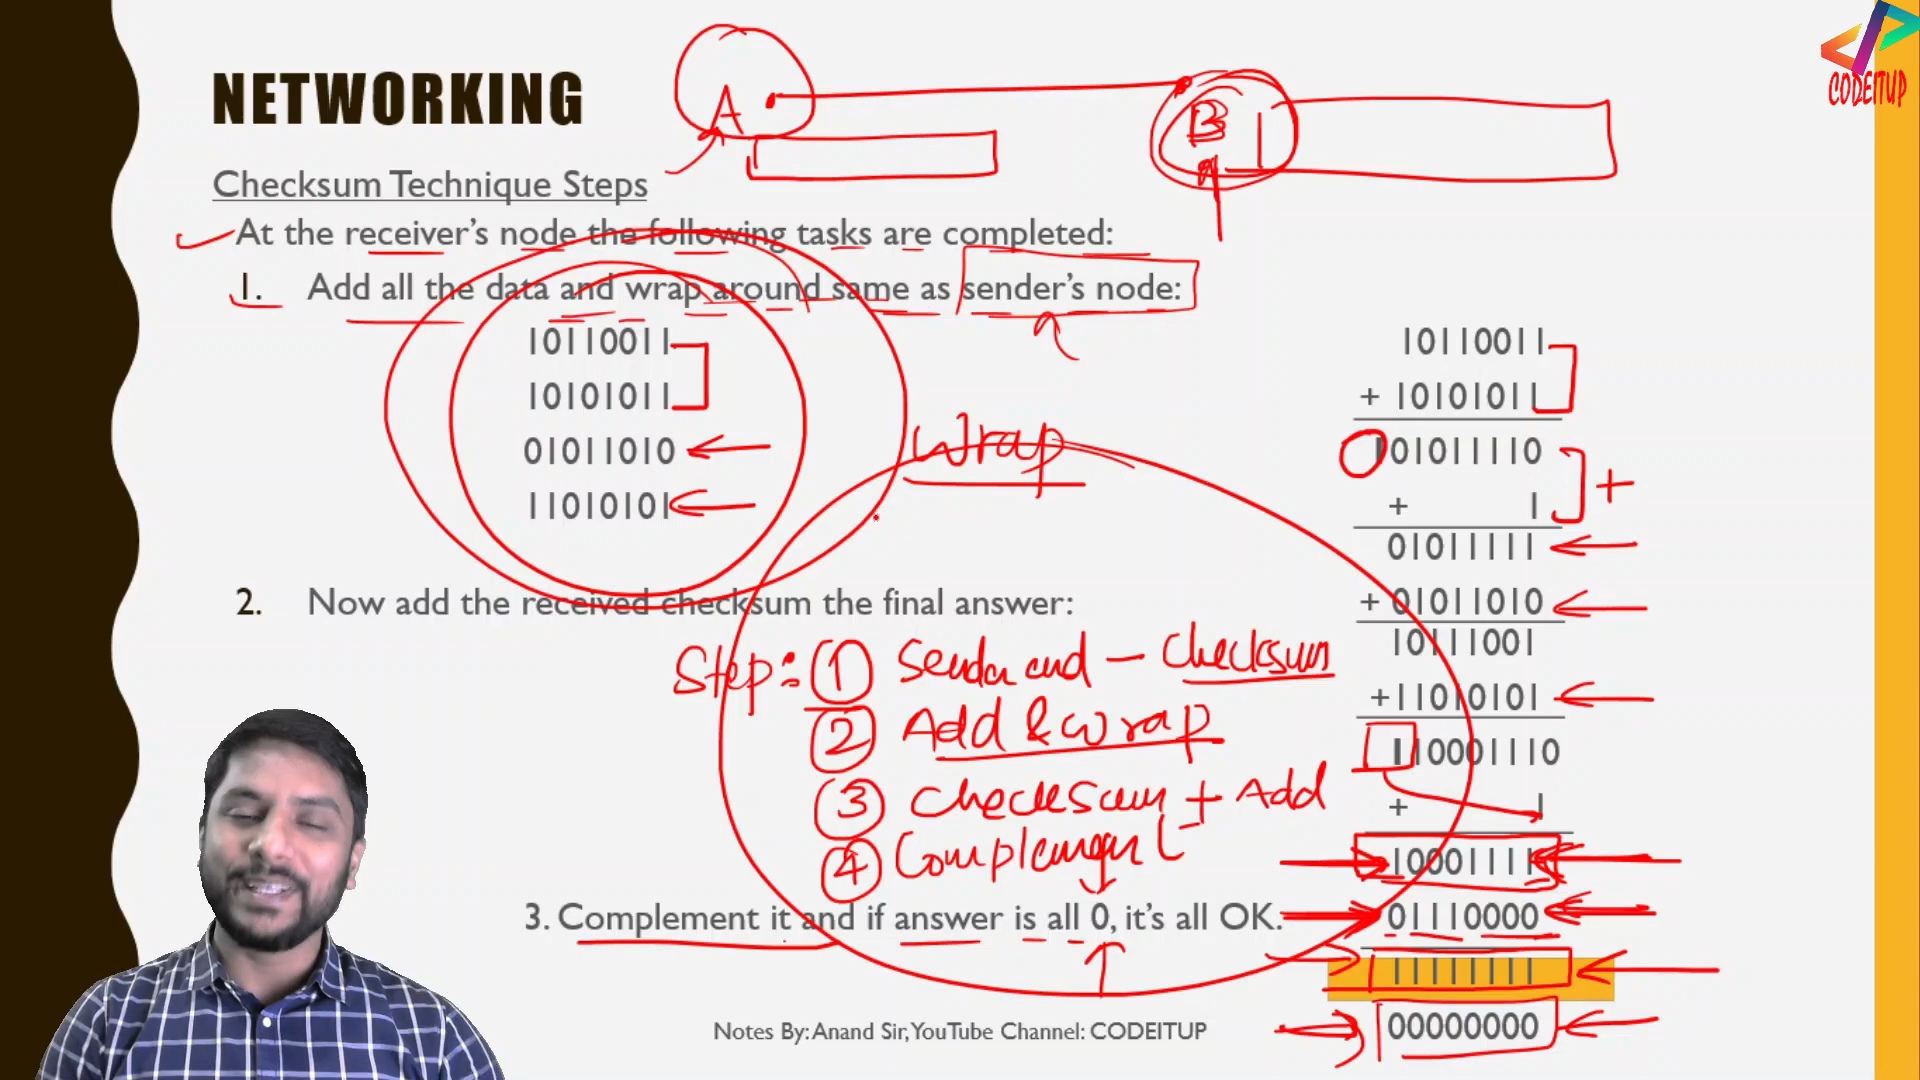 NETWORKING
A
B
CODEITUP
Checksum Technique Steps
At the receiver's node the following tasks are completed:
1. Add all the data and wrap around same as sender's node:
10110011
10101011
01011010
11010101
Wrap
2. Now add the received checksum the final answer:
Step:
1 Sender end - checksum
2 Add & wrap
3 checksum + Add
4 Complement
3. Complement it and if answer is all 0, it's all OK.
10110011
+ 10101011
101011110
+ 1
+
01011111
+ 01011010
10111001
+11010101
110001110
+ 1
10001111
01110000
11111111
00000000
Notes By: Anand Sir, YouTube Channel: CODEITUP